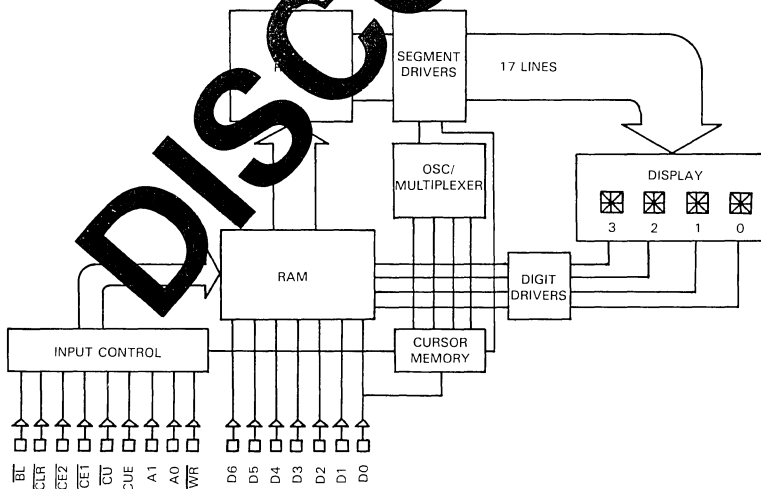 DISCO
SEGMENT
DRIVERS
17 LINES
OSC/
MULTIPLEXER
DISPLAY
3 2 1 0
RAM
DIGIT
DRIVERS
INPUT CONTROL
CURSOR
MEMORY
BL CLR CE2 CE1 CU CUE A1 A0 WR D6 D5 D4 D3 D2 D1 D0